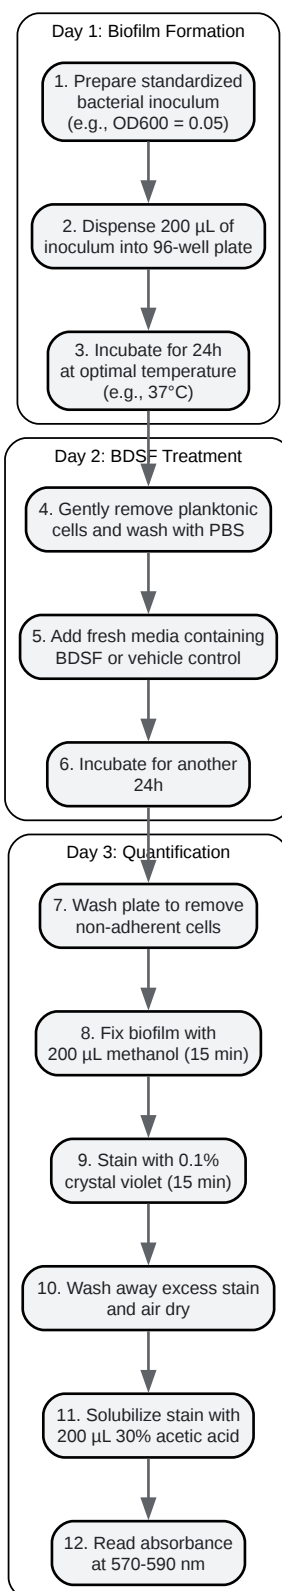 Day 1: Biofilm Formation
1. Prepare standardized
bacterial inoculum
(e.g., OD600 = 0.05)
2. Dispense 200 µL of
inoculum into 96-well plate
3. Incubate for 24h
at optimal temperature
(e.g., 37°C)
Day 2: BDSF Treatment
4. Gently remove planktonic
cells and wash with PBS
5. Add fresh media containing
BDSF or vehicle control
6. Incubate for another
24h
Day 3: Quantification
7. Wash plate to remove
non-adherent cells
8. Fix biofilm with
200 µL methanol (15 min)
9. Stain with 0.1%
crystal violet (15 min)
10. Wash away excess stain
and air dry
11. Solubilize stain with
200 µL 30% acetic acid
12. Read absorbance
at 570-590 nm